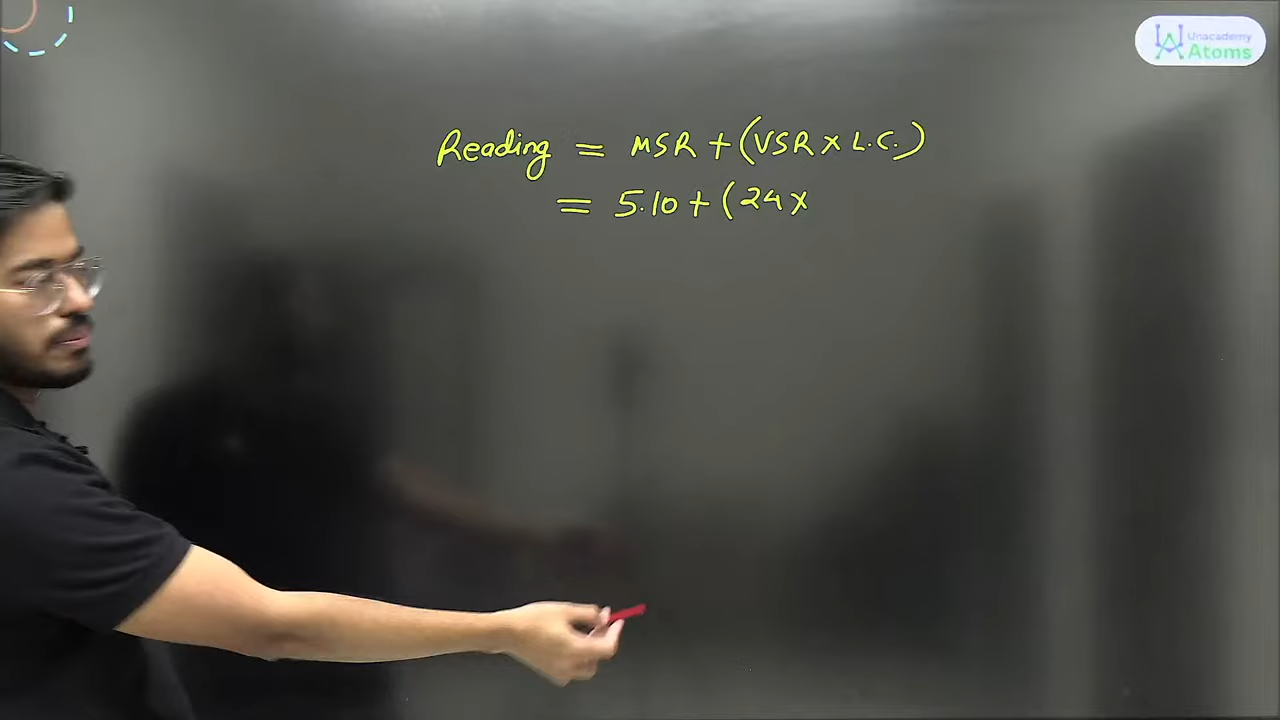 Unacademy
Atoms
Reading = MSR + (VSR × L.C.)
= 5.10 + (24 ×